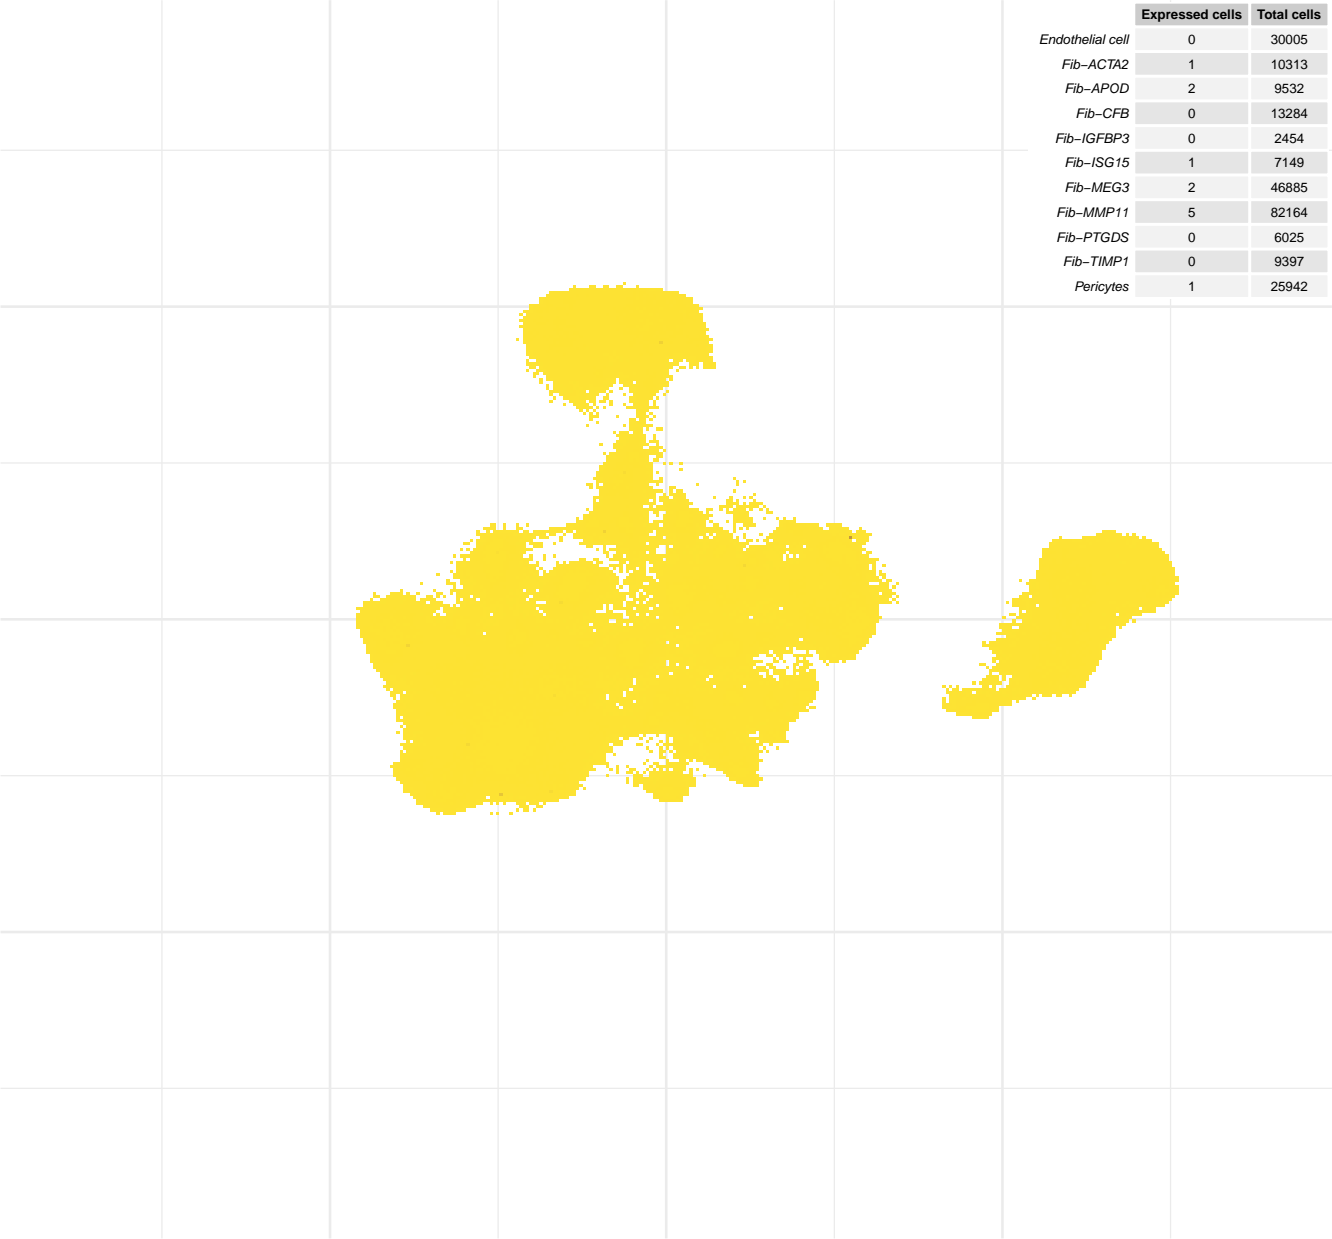 Expressed cells Total cells
Endothelial cell 0 30005
Fib−ACTA2 1 10313
Fib−APOD 2 9532
Fib−CFB 0 13284
Fib−IGFBP3 0 2454
Fib−ISG15 1 7149
Fib−MEG3 2 46885
Fib−MMP11 5 82164
Fib−PTGDS 0 6025
Fib−TIMP1 0 9397
Pericytes 1 25942